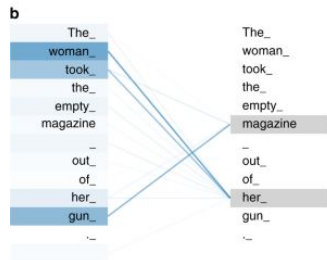 b
The_ The_
woman_ woman_
took_ took_
the_ the_
empty_ empty_
magazine magazine
_ _
out_ out_
of_ of_
her_ her_
gun_ gun_
._ ._